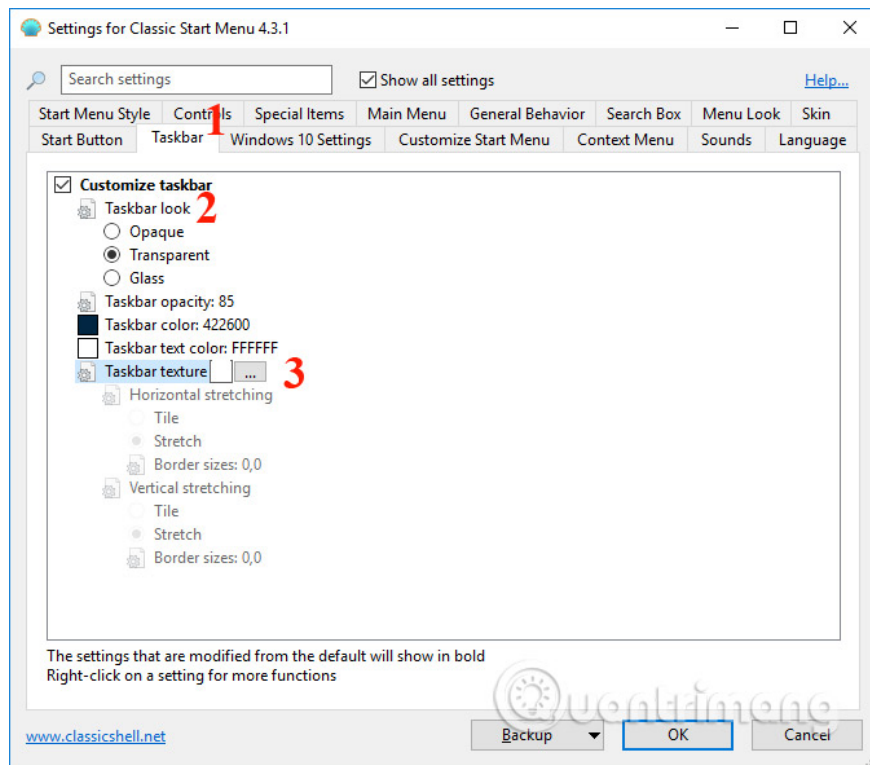 Settings for Classic Start Menu 4.3.1
Search settings
Show all settings
Help...
Start Menu Style Controls Special Items Main Menu General Behavior Search Box Menu Look Skin
1
Start Button Taskbar Windows 10 Settings Customize Start Menu Context Menu Sounds Language
Customize taskbar
Taskbar look 2
Opaque
Transparent
Glass
Taskbar opacity: 85
Taskbar color: 422600
Taskbar text color: FFFFFF
Taskbar texture ... 3
Horizontal stretching
Tile
Stretch
Border sizes: 0,0
Vertical stretching
Tile
Stretch
Border sizes: 0,0
The settings that are modified from the default will show in bold
Right-click on a setting for more functions
Quantrimang
www.classicshell.net Backup OK Cancel